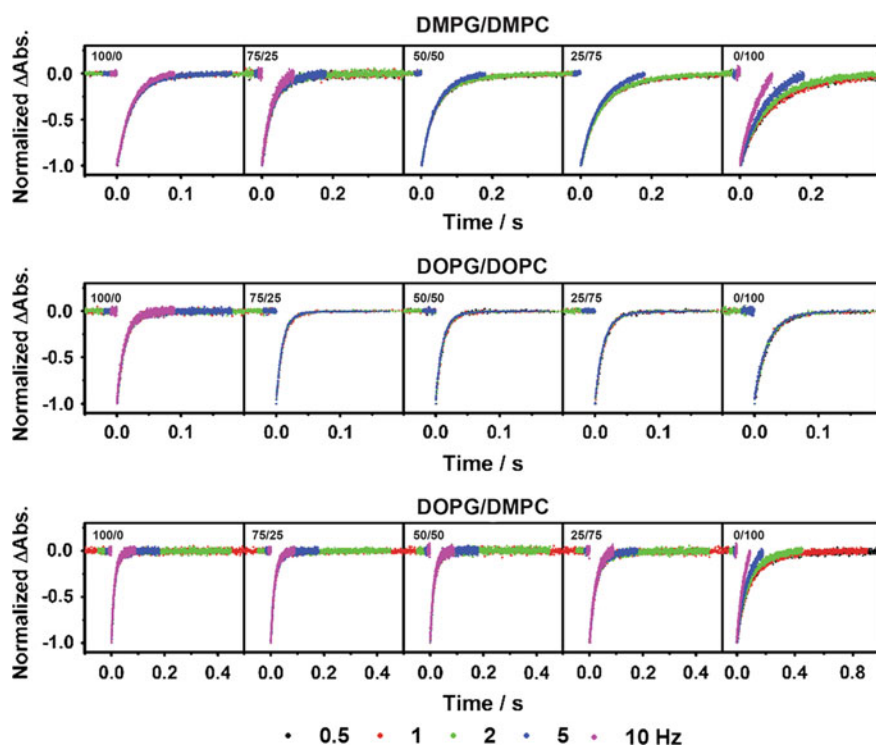 DMPG/DMPC
100/0 75/25 50/50 25/75 0/100
Normalized ΔAbs.
0.0
-0.5
-1.0
0.0 0.1 0.0 0.2 0.0 0.2 0.0 0.2 0.0 0.2
Time / s
DOPG/DOPC
100/0 75/25 50/50 25/75 0/100
Normalized ΔAbs.
0.0
-0.5
-1.0
0.0 0.1 0.0 0.1 0.0 0.1 0.0 0.1 0.0 0.1
Time / s
DOPG/DMPC
100/0 75/25 50/50 25/75 0/100
Normalized ΔAbs.
0.0
-0.5
-1.0
0.0 0.2 0.4 0.0 0.2 0.4 0.0 0.2 0.4 0.0 0.2 0.4 0.0 0.4 0.8
Time / s
0.5 1 2 5 10 Hz